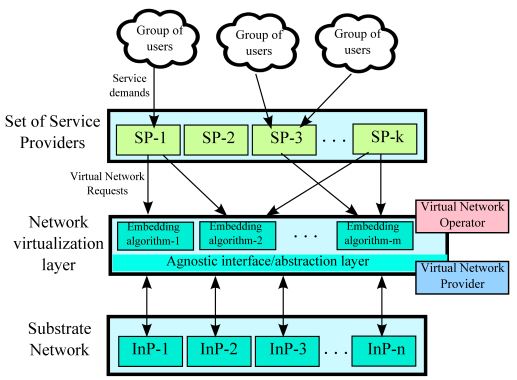 Group of
users
Group of
users
Group of
users
Service
demands
Set of Service
Providers
SP-1
SP-2
SP-3
. . .
SP-k
Virtual Network
Requests
Network
virtualization
layer
Embedding
algorithm-1
Embedding
algorithm-2
. . .
Embedding
algorithm-m
Agnostic interface/abstraction layer
Virtual Network
Operator
Virtual Network
Provider
Substrate
Network
InP-1
InP-2
InP-3
. . .
InP-n